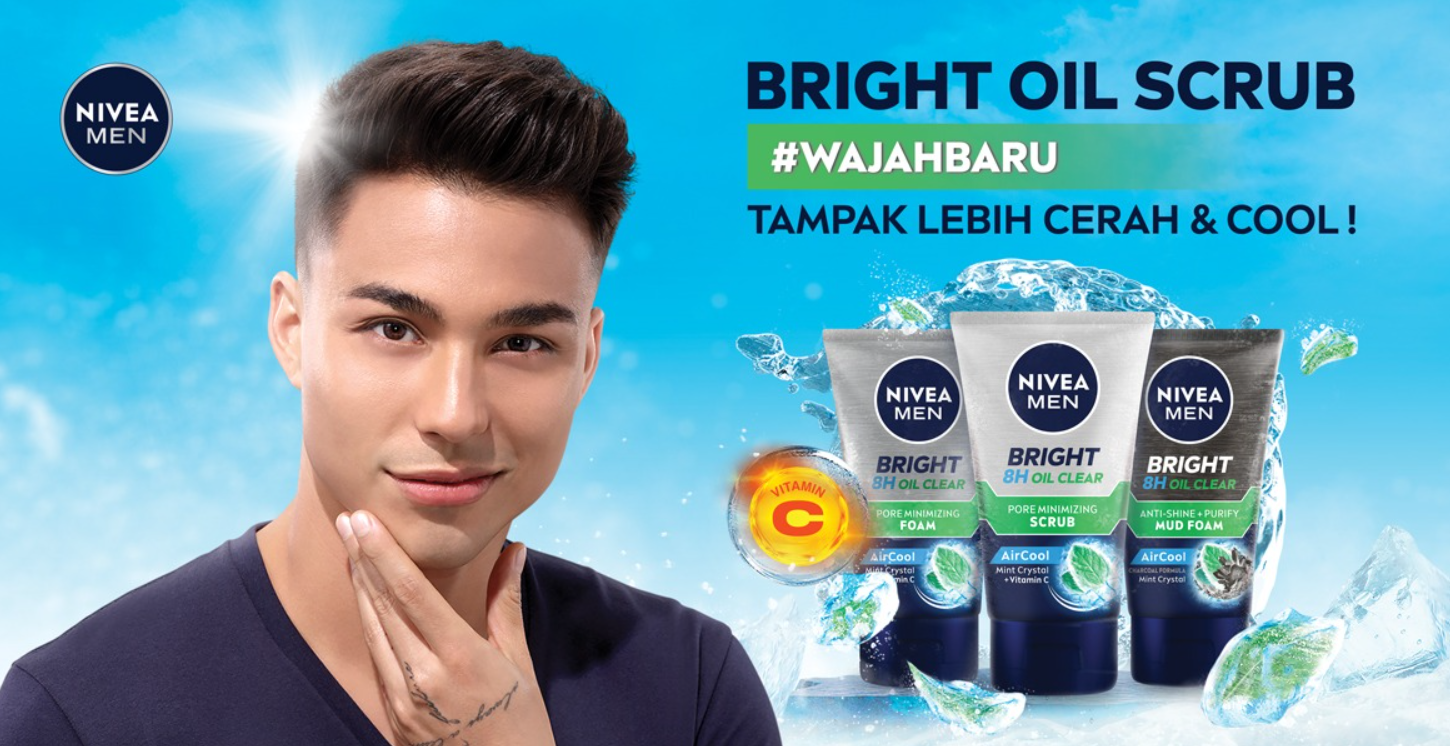 NIVEA
MEN
BRIGHT OIL SCRUB
#WAJAHBARU
TAMPAK LEBIH CERAH & COOL !
VITAMIN
C
NIVEA
MEN
BRIGHT
8H OIL CLEAR
PORE MINIMIZING
FOAM
AirCool
Mint Crystal
min C
NIVEA
MEN
BRIGHT
8H OIL CLEAR
PORE MINIMIZING
SCRUB
AirCool
Mint Crystal
+ Vitamin C
NIVEA
MEN
BRIGHT
8H OIL CLEAR
ANTI-SHINE + PURIFY
MUD FOAM
AirCool
CHARCOAL FORMULA
Mint Crystal